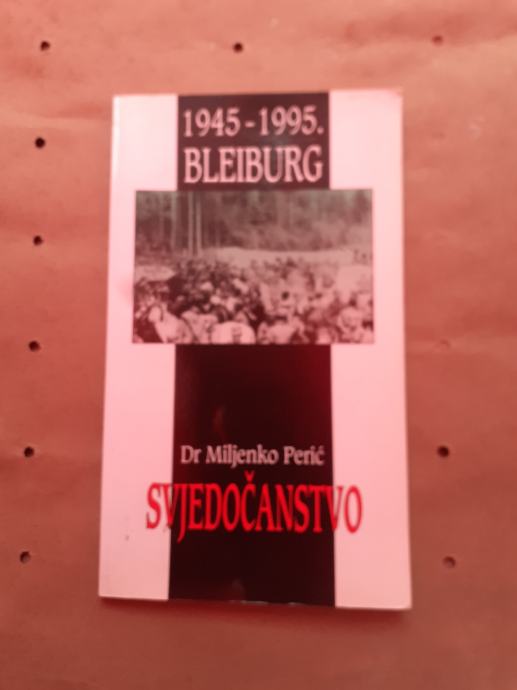 1945-1995.
BLEIBURG
Dr Miljenko Perić
SVJEDOČANSTVO